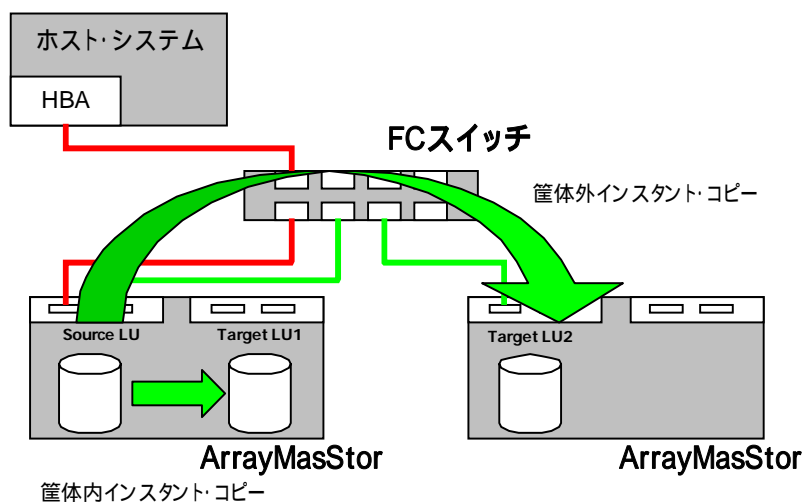 ホスト・システム
HBA
FCスイッチ
筐体外インスタント・コピー
Source LU
Target LU1
Target LU2
ArrayMasStor
ArrayMasStor
筐体内インスタント・コピー